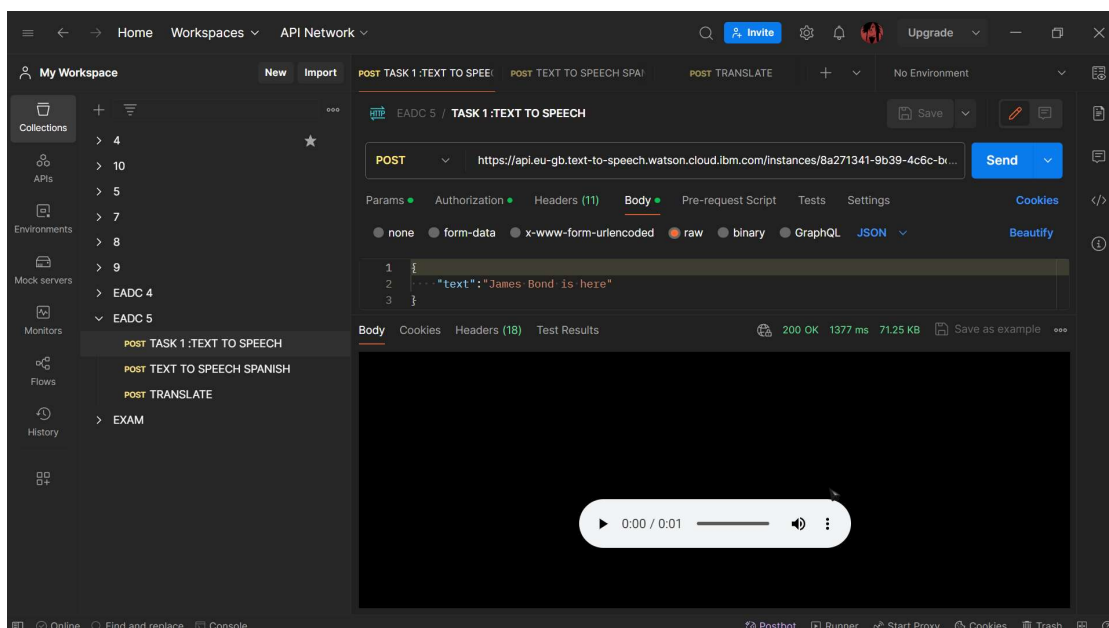 Home Workspaces API Network Invite Upgrade
My Workspace New Import POST TASK 1 :TEXT TO SPEE POST TEXT TO SPEECH SPA POST TRANSLATE No Environment
Collections
APIs
Environments
Mock servers
Monitors
Flows
History
4
10
5
7
8
9
EADC 4
EADC 5
POST TASK 1 :TEXT TO SPEECH
POST TEXT TO SPEECH SPANISH
POST TRANSLATE
EXAM
HTTP EADC 5 / TASK 1 :TEXT TO SPEECH Save
POST https://api.eu-gb.text-to-speech.watson.cloud.ibm.com/instances/8a271341-9b39-4c6c-b... Send
Params Authorization Headers (11) Body Pre-request Script Tests Settings Cookies
none form-data x-www-form-urlencoded raw binary GraphQL JSON Beautify
1 {
2 "text":"James Bond is here"
3 }
Body Cookies Headers (18) Test Results 200 OK 1377 ms 71.25 KB Save as example
0:00 / 0:01
Online Find and replace Console Postbot Runner Start Proxy Cookies Trash